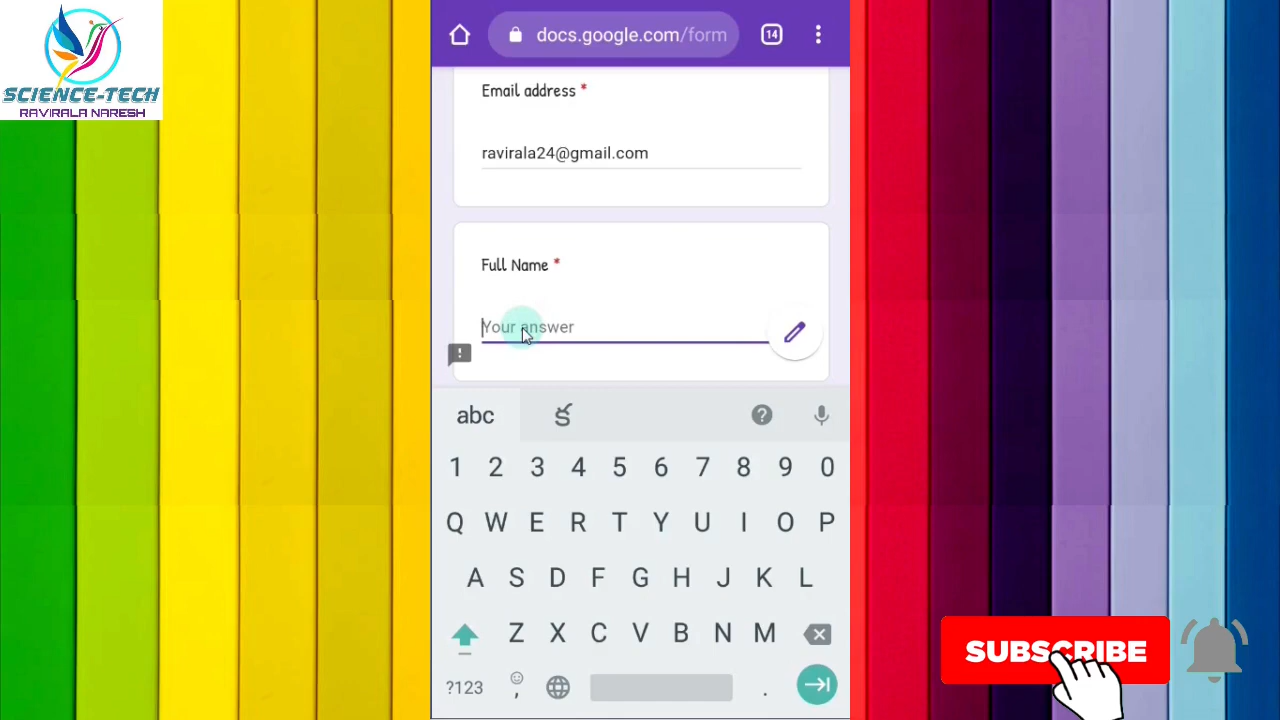 SCIENCE-TECH
RAVIRALA NARESH
docs.google.com/form
14
Email address *
ravirala24@gmail.com
Full Name *
Your answer
abc
క
1 2 3 4 5 6 7 8 9 0
Q W E R T Y U I O P
A S D F G H J K L
Z X C V B N M
?123 , .
SUBSCRIBE